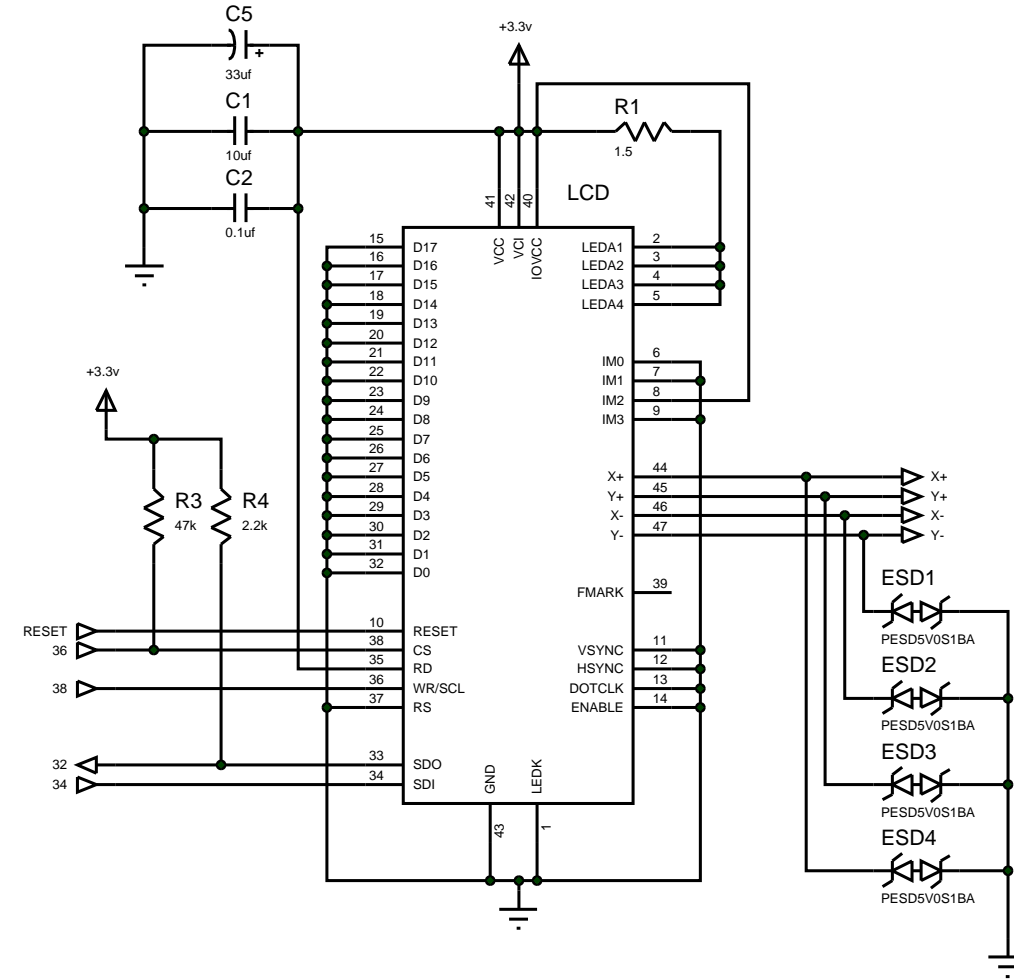 C5
33uf
C1
10uf
C2
0.1uf
+3.3v
R1
1.5
LCD
41
42
40
VCC
VCI
IOVCC
15 D17
16 D16
17 D15
18 D14
19 D13
20 D12
21 D11
22 D10
23 D9
24 D8
25 D7
26 D6
27 D5
28 D4
29 D3
30 D2
31 D1
32 D0
LEDA1 2
LEDA2 3
LEDA3 4
LEDA4 5
IM0 6
IM1 7
IM2 8
IM3 9
X+ 44 X+
Y+ 45 Y+
X- 46 X-
Y- 47 Y-
+3.3v
R3
47k
R4
2.2k
RESET 10 RESET
36 38 CS
35 RD
38 36 WR/SCL
37 RS
32 33 SDO
34 34 SDI
FMARK 39
VSYNC 11
HSYNC 12
DOTCLK 13
ENABLE 14
GND
LEDK
43
1
ESD1
PESD5V0S1BA
ESD2
PESD5V0S1BA
ESD3
PESD5V0S1BA
ESD4
PESD5V0S1BA